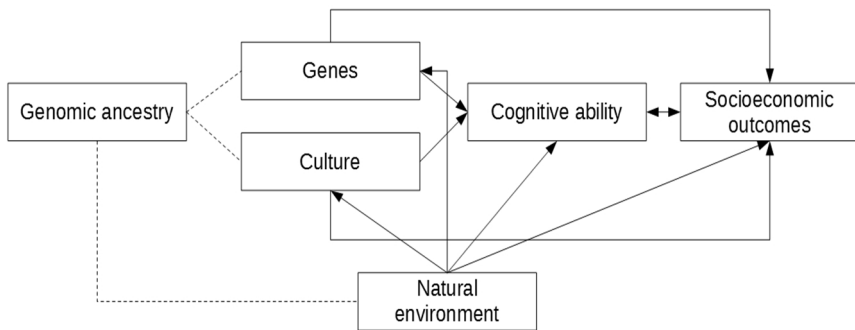 Genes
Genomic ancestry
Cognitive ability
Socioeconomic
outcomes
Culture
Natural
environment